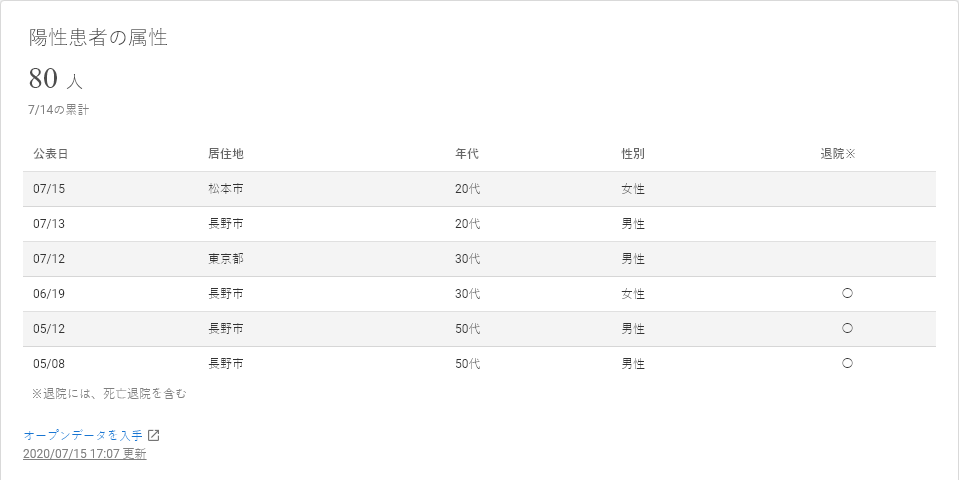 陽性患者の属性
80 人
7/14の累計
公表日 居住地 年代 性別 退院※
07/15 松本市 20代 女性
07/13 長野市 20代 男性
07/12 東京都 30代 男性
06/19 長野市 30代 女性 〇
05/12 長野市 50代 男性 〇
05/08 長野市 50代 男性 〇
※退院には、死亡退院を含む
オープンデータを入手
2020/07/15 17:07 更新